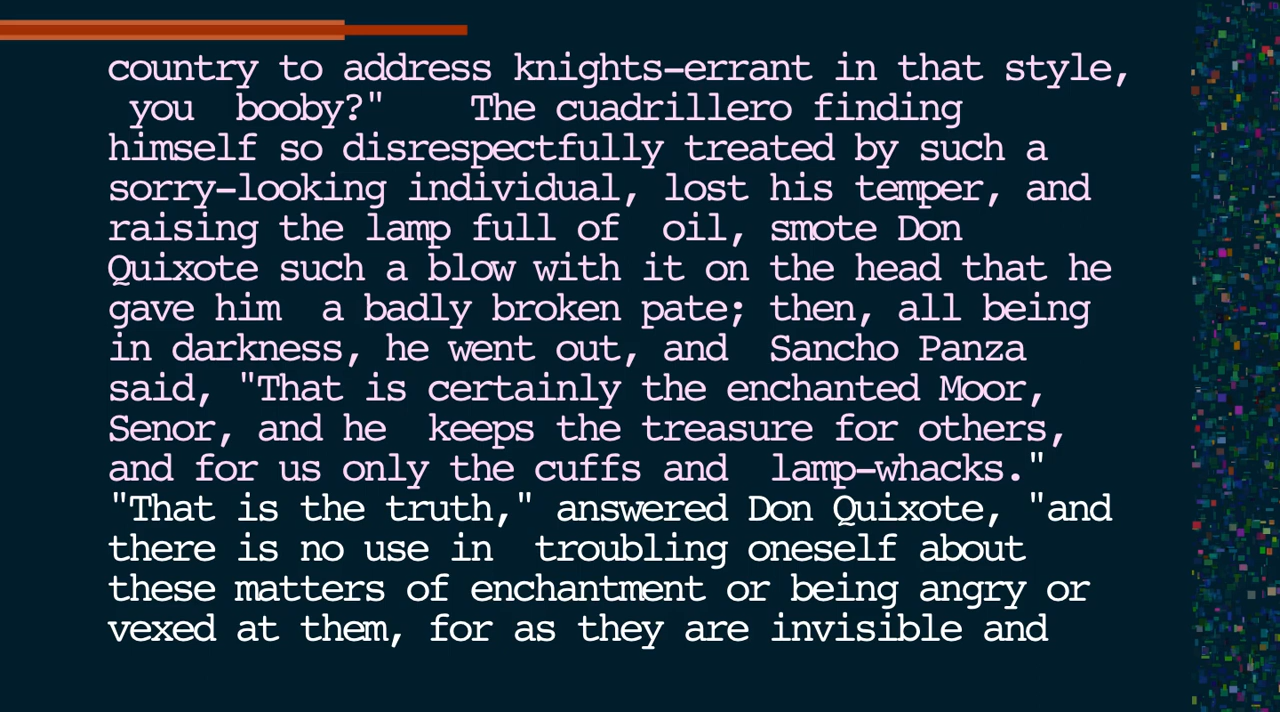 country to address knights-errant in that style,
you  booby?"    The cuadrillero finding
himself so disrespectfully treated by such a
sorry-looking individual, lost his temper, and
raising the lamp full of  oil, smote Don
Quixote such a blow with it on the head that he
gave him  a badly broken pate; then, all being
in darkness, he went out, and  Sancho Panza
said, "That is certainly the enchanted Moor,
Senor, and he  keeps the treasure for others,
and for us only the cuffs and  lamp-whacks."
"That is the truth," answered Don Quixote, "and
there is no use in  troubling oneself about
these matters of enchantment or being angry or
vexed at them, for as they are invisible and